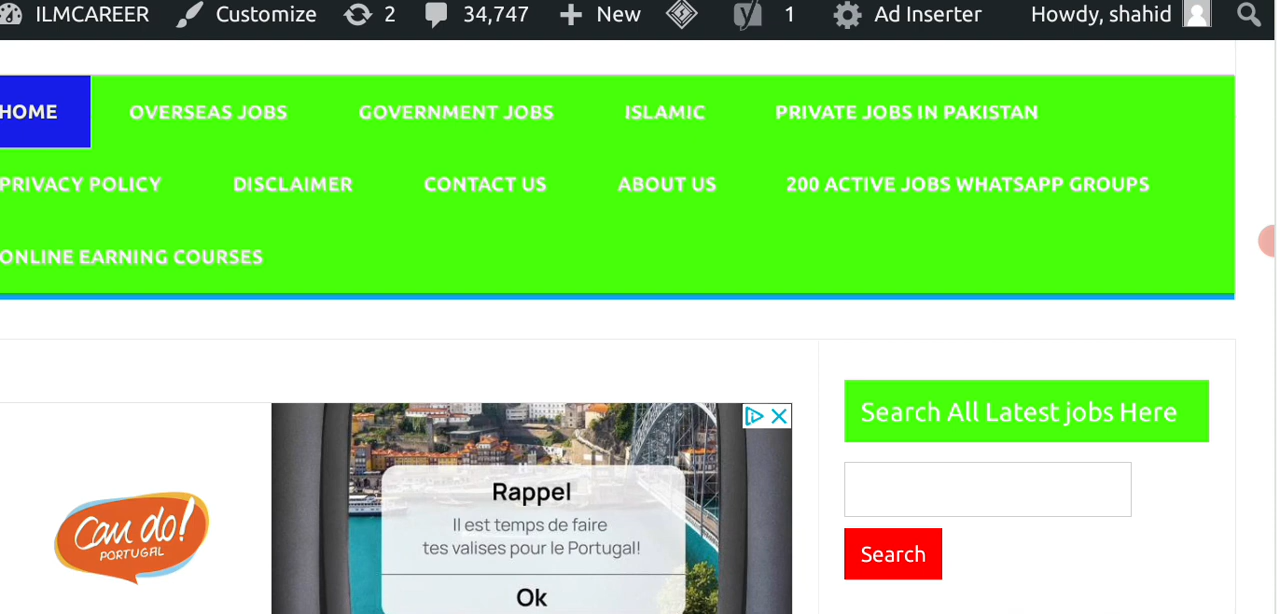 ILMCAREER Customize 2 34,747 New 1 Ad Inserter Howdy, shahid
HOME OVERSEAS JOBS GOVERNMENT JOBS ISLAMIC PRIVATE JOBS IN PAKISTAN
PRIVACY POLICY DISCLAIMER CONTACT US ABOUT US 200 ACTIVE JOBS WHATSAPP GROUPS
ONLINE EARNING COURSES
Search All Latest jobs Here
Search
Can do!
PORTUGAL
Rappel
Il est temps de faire
tes valises pour le Portugal!
Ok